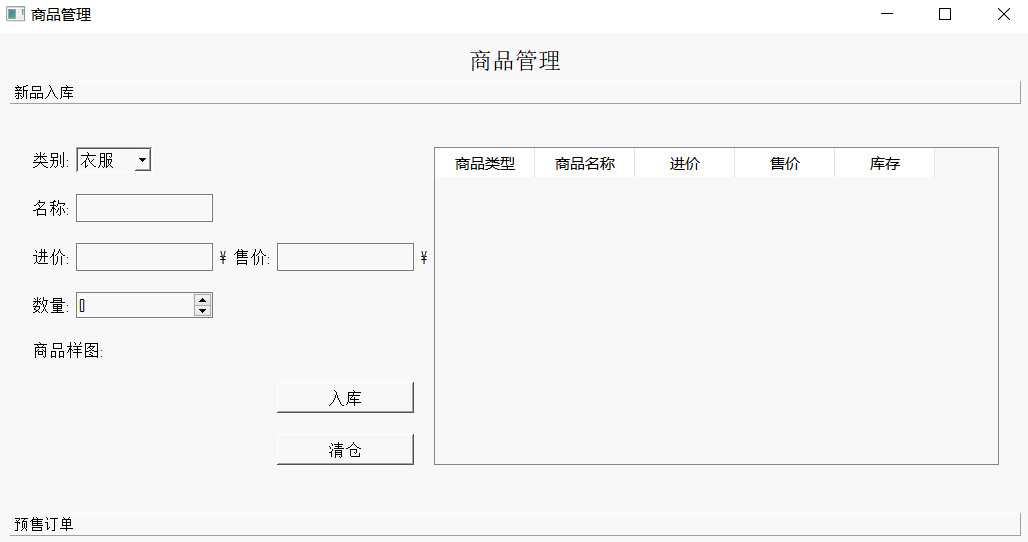 商品管理
商品管理
新品入库
类别: 衣服
商品类型 商品名称 进价 售价 库存
名称:
进价: ¥ 售价: ¥
数量: 0
商品样图:
入库
清仓
预售订单